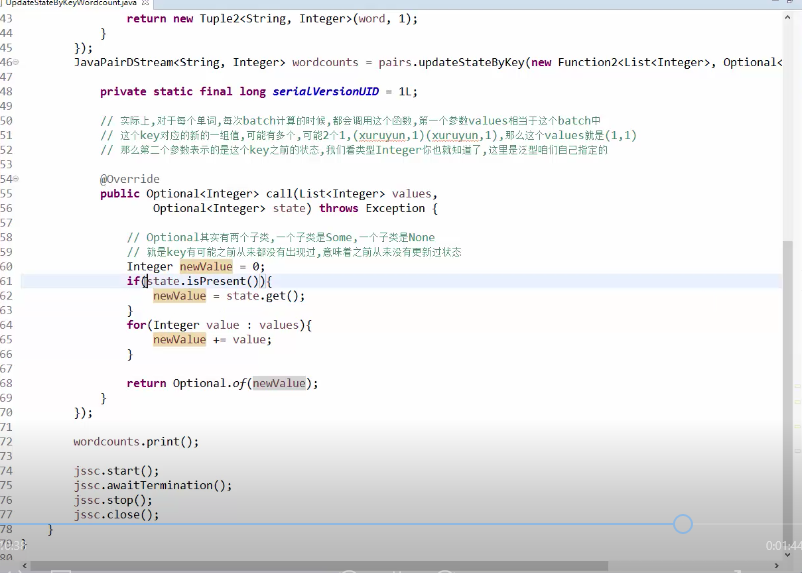 UpdateStateByKeyWordcount.java
43 return new Tuple2<String, Integer>(word, 1);
44 }
45 });
46 JavaPairDStream<String, Integer> wordcounts = pairs.updateStateByKey(new Function2<List<Integer>, Optional<
47
48 private static final long serialVersionUID = 1L;
49
50 // 实际上,对于每个单词,每次batch计算的时候,都会调用这个函数,第一个参数values相当于这个batch中
51 // 这个key对应的新的一组值,可能有多个,可能2个1,(xuruyun,1)(xuruyun,1),那么这个values就是(1,1)
52 // 那么第二个参数表示的是这个key之前的状态,我们看类型Integer你也就知道了,这里是泛型咱们自己指定的
53
54 @Override
55 public Optional<Integer> call(List<Integer> values,
56 Optional<Integer> state) throws Exception {
57
58 // Optional其实有两个子类,一个子类是Some,一个子类是None
59 // 就是key有可能之前从来都没有出现过,意味着之前从来没有更新过状态
60 Integer newValue = 0;
61 if(state.isPresent()){
62 newValue = state.get();
63 }
64 for(Integer value : values){
65 newValue += value;
66 }
67
68 return Optional.of(newValue);
69 }
70 });
71
72 wordcounts.print();
73
74 jssc.start();
75 jssc.awaitTermination();
76 jssc.stop();
77 jssc.close();
78 }
}
0:01:44
80